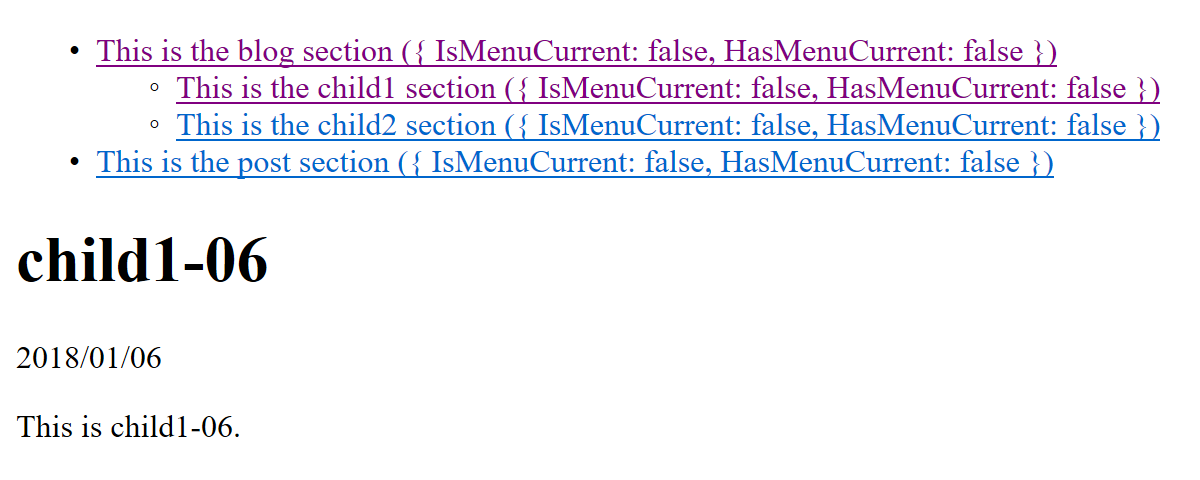 This is the blog section ({ IsMenuCurrent: false, HasMenuCurrent: false })
This is the child1 section ({ IsMenuCurrent: false, HasMenuCurrent: false })
This is the child2 section ({ IsMenuCurrent: false, HasMenuCurrent: false })
This is the post section ({ IsMenuCurrent: false, HasMenuCurrent: false })
child1-06
2018/01/06
This is child1-06.